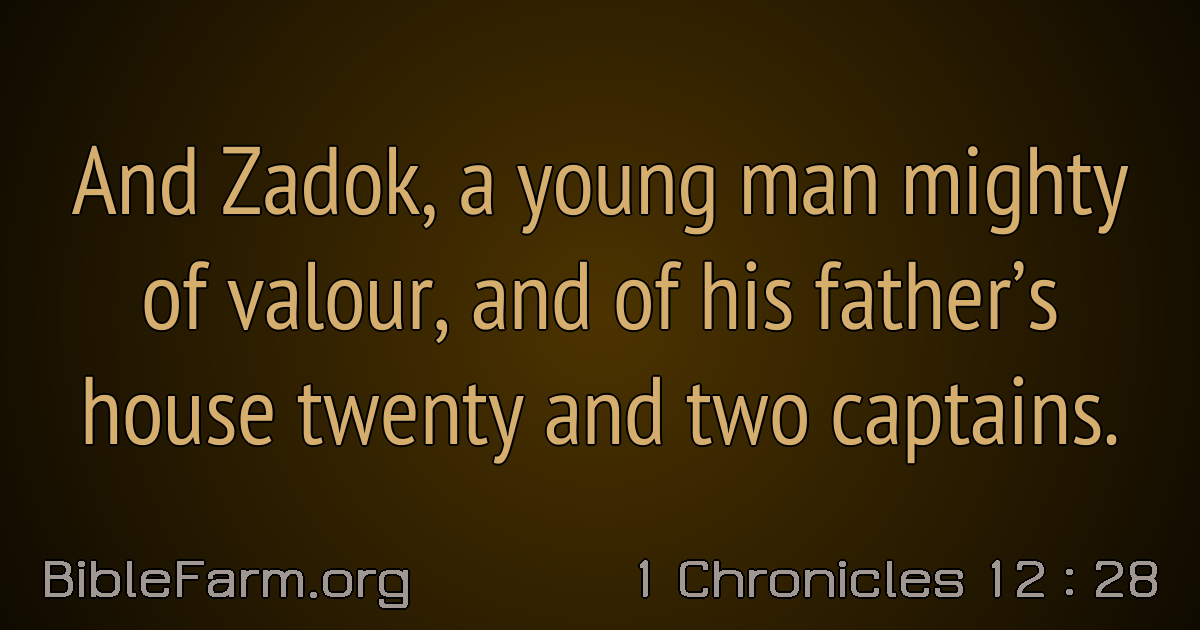 And Zadok, a young man mighty
of valour, and of his father’s
house twenty and two captains.
BibleFarm.org
1 Chronicles 12 : 28